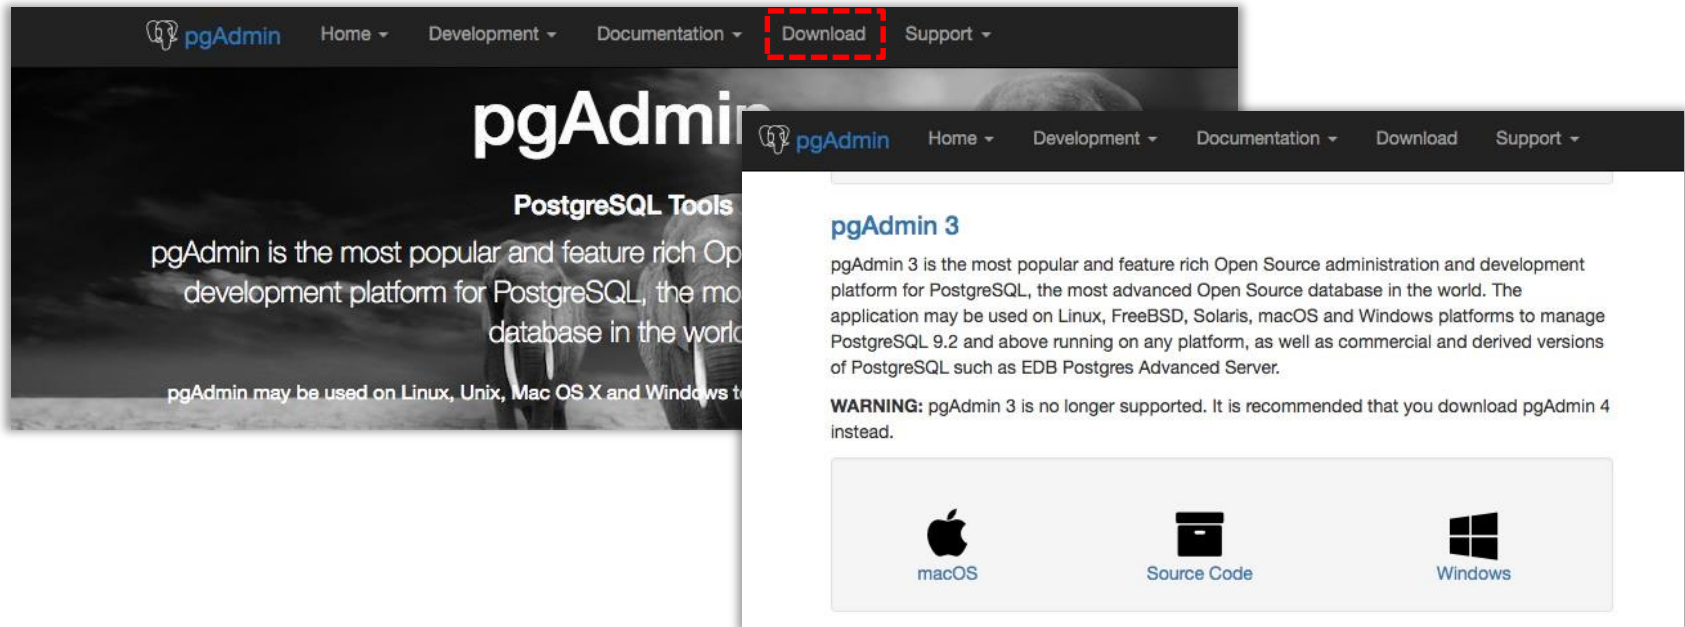 pgAdmin Home Development Documentation Download Support
pgAdmin
PostgreSQL Tools
pgAdmin is the most popular and feature rich Op
development platform for PostgreSQL, the mo
database in the world
pgAdmin may be used on Linux, Unix, Mac OS X and Windows t
pgAdmin Home Development Documentation Download Support
pgAdmin 3
pgAdmin 3 is the most popular and feature rich Open Source administration and development
platform for PostgreSQL, the most advanced Open Source database in the world. The
application may be used on Linux, FreeBSD, Solaris, macOS and Windows platforms to manage
PostgreSQL 9.2 and above running on any platform, as well as commercial and derived versions
of PostgreSQL such as EDB Postgres Advanced Server.
WARNING: pgAdmin 3 is no longer supported. It is recommended that you download pgAdmin 4
instead.
macOS Source Code Windows